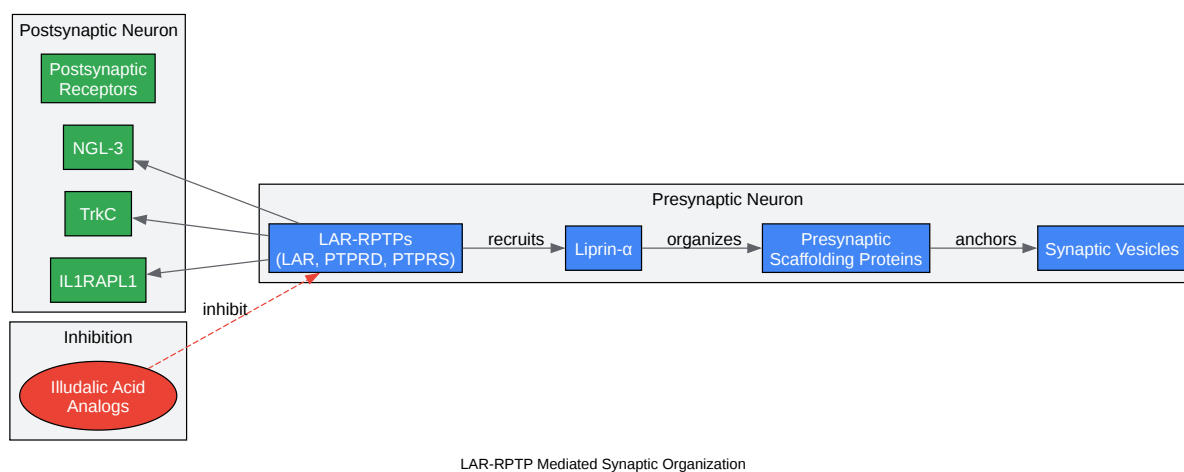 Postsynaptic Neuron
Postsynaptic
Receptors
NGL-3
TrkC
IL1RAPL1
Presynaptic Neuron
LAR-RPTPs
(LAR, PTPRD, PTPRS)
recruits
Liprin-α
organizes
Presynaptic
Scaffolding Proteins
anchors
Synaptic Vesicles
inhibit
Inhibition
Illudalic Acid
Analogs
LAR-RPTP Mediated Synaptic Organization